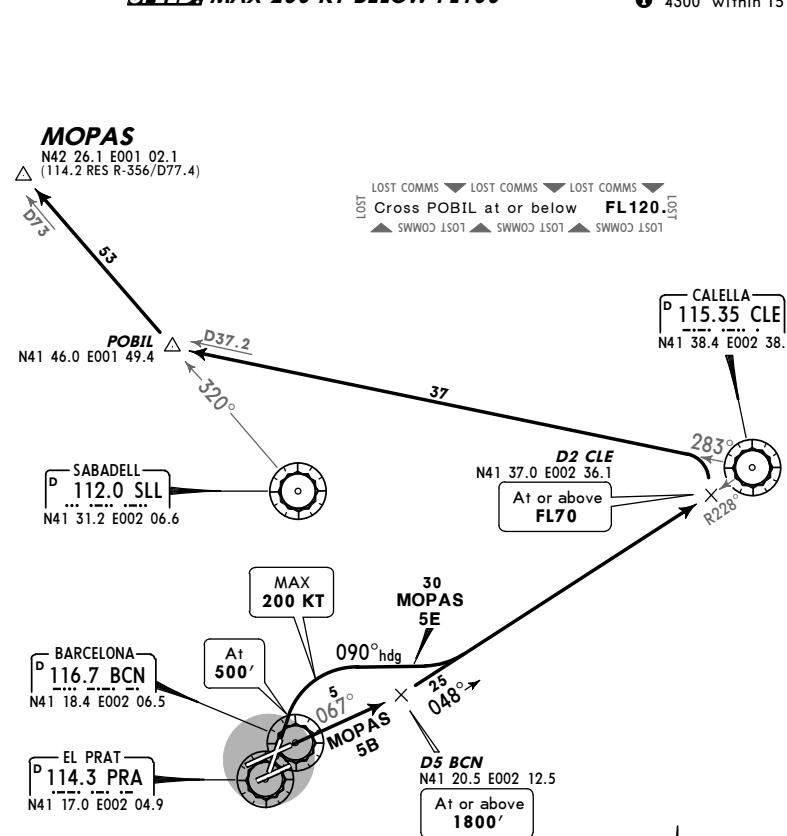 SPEED: MAX 200 KT BELOW FL100
4300' within 15
MOPAS
N42 26.1 E001 02.1
(114.2 RES R-356/D77.4)
D73
53
LOST COMMS LOST COMMS LOST COMMS
LOST Cross POBIL at or below FL120. LOST
LOST COMMS LOST COMMS LOST COMMS
CALELLA
D 115.35 CLE
N41 38.4 E002 38.
POBIL
N41 46.0 E001 49.4
D37.2
320°
37
283°
D2 CLE
N41 37.0 E002 36.1
At or above
FL70
R228°
SABADELL
D 112.0 SLL
N41 31.2 E002 06.6
MAX
200 KT
30
MOPAS
5E
At
500'
090°hdg
BARCELONA
D 116.7 BCN
N41 18.4 E002 06.5
5
067°
MOPAS
5B
25
048°
EL PRAT
D 114.3 PRA
N41 17.0 E002 04.9
D5 BCN
N41 20.5 E002 12.5
At or above
1800'